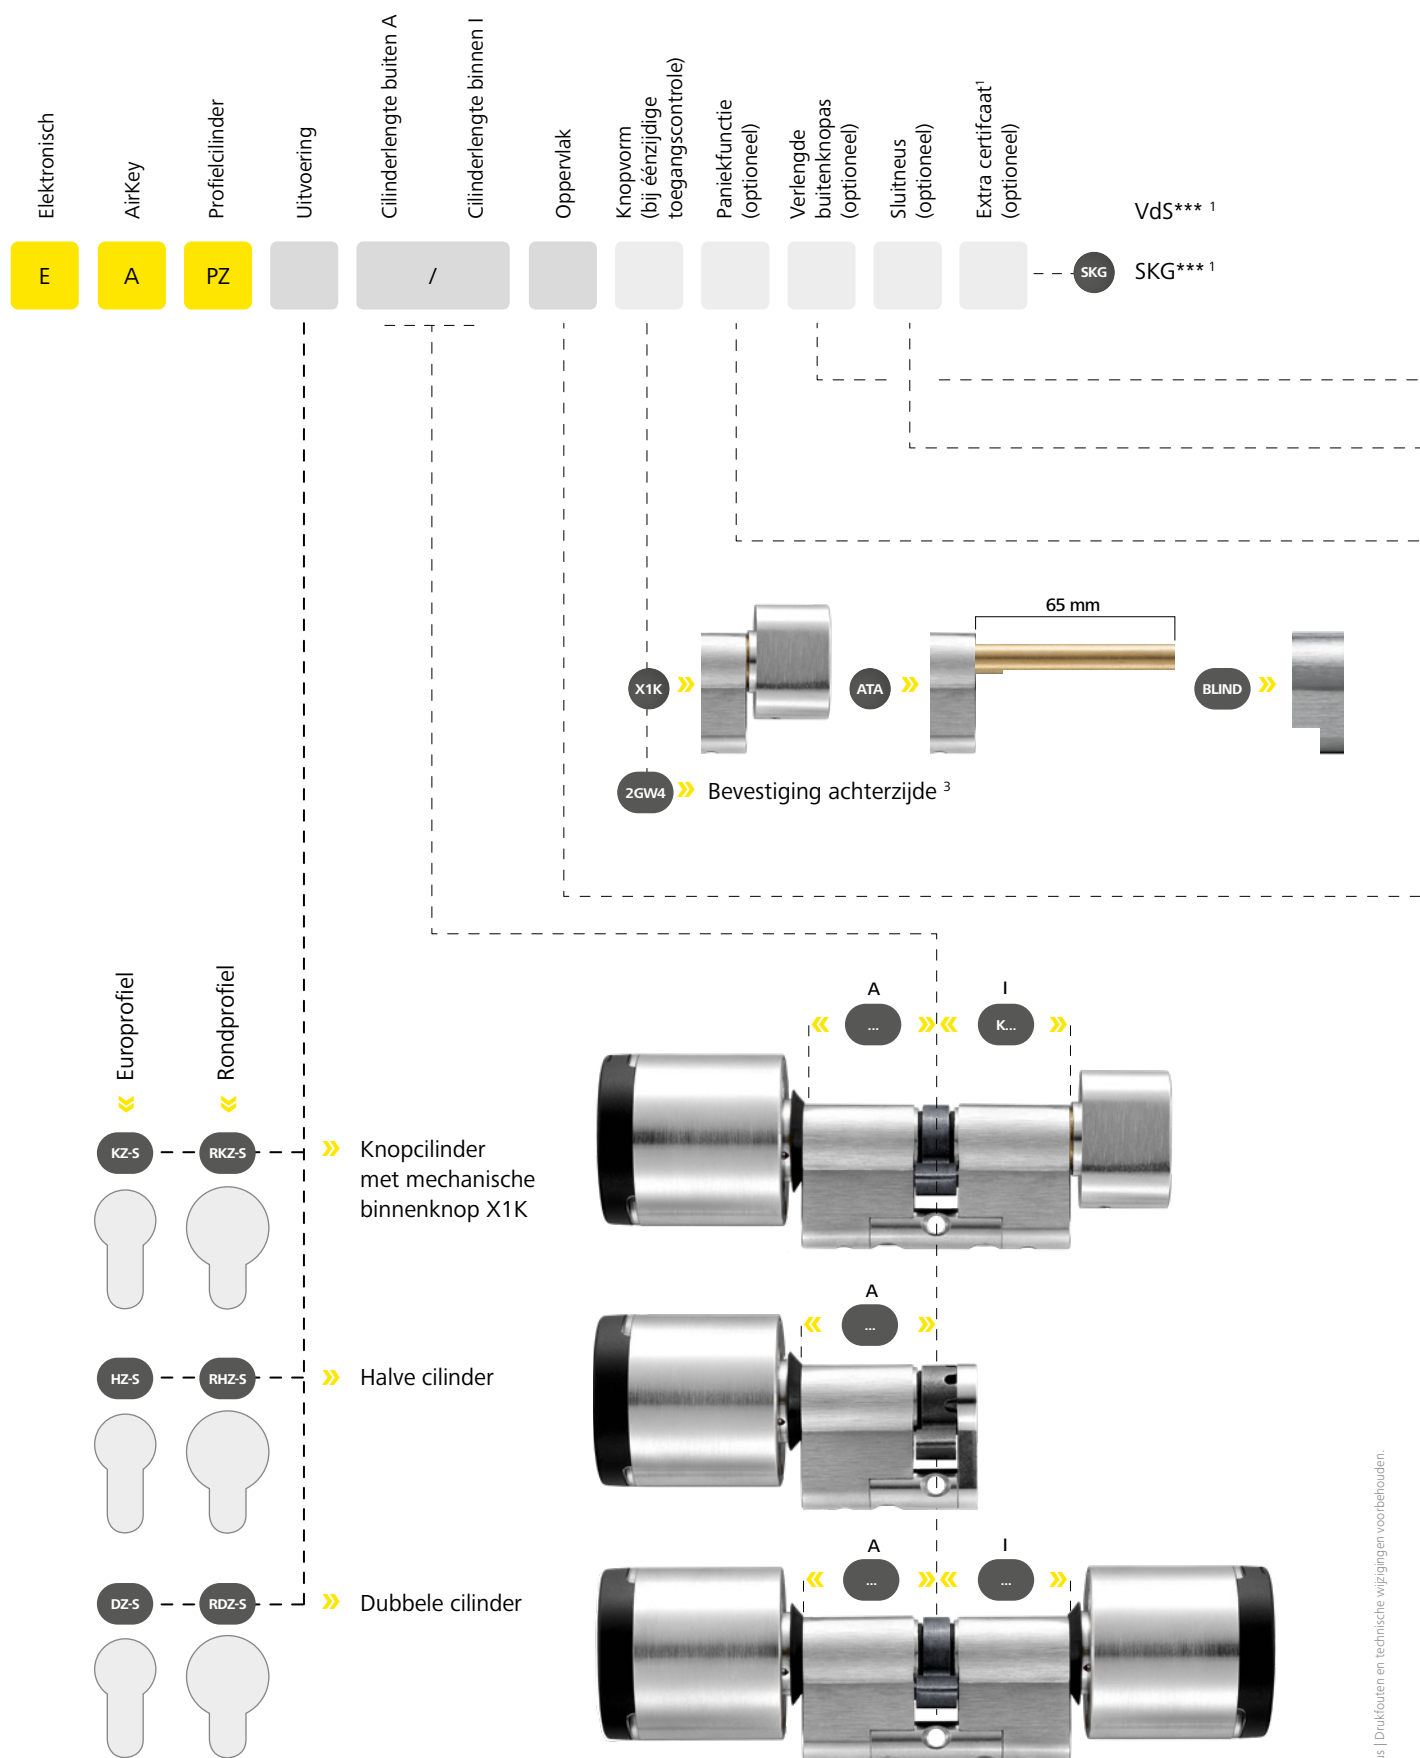 Elektronisch
AirKey
Profielcilinder
Uitvoering
Cilinderlengte buiten A
Cilinderlengte binnen I
Oppervlak
Knopvorm
(bij éénzijdige
toegangscontrole)
Paniekfunctie
(optioneel)
Verlengde
buitenknopas
(optioneel)
Sluitneus
(optioneel)
Extra certifcaat¹
(optioneel)
VdS*** ¹
E
A
PZ
/
SKG
SKG*** ¹
65 mm
X1K
ATA
BLIND
2GW4
Bevestiging achterzijde ³
Europrofiel
Rondprofiel
A
I
...
K...
KZ-S
RKZ-S
Knopcilinder
met mechanische
binnenknop X1K
A
...
HZ-S
RHZ-S
Halve cilinder
A
I
...
...
DZ-S
RDZ-S
Dubbele cilinder
us | Drukfouten en technische wijzigingen voorbehouden.